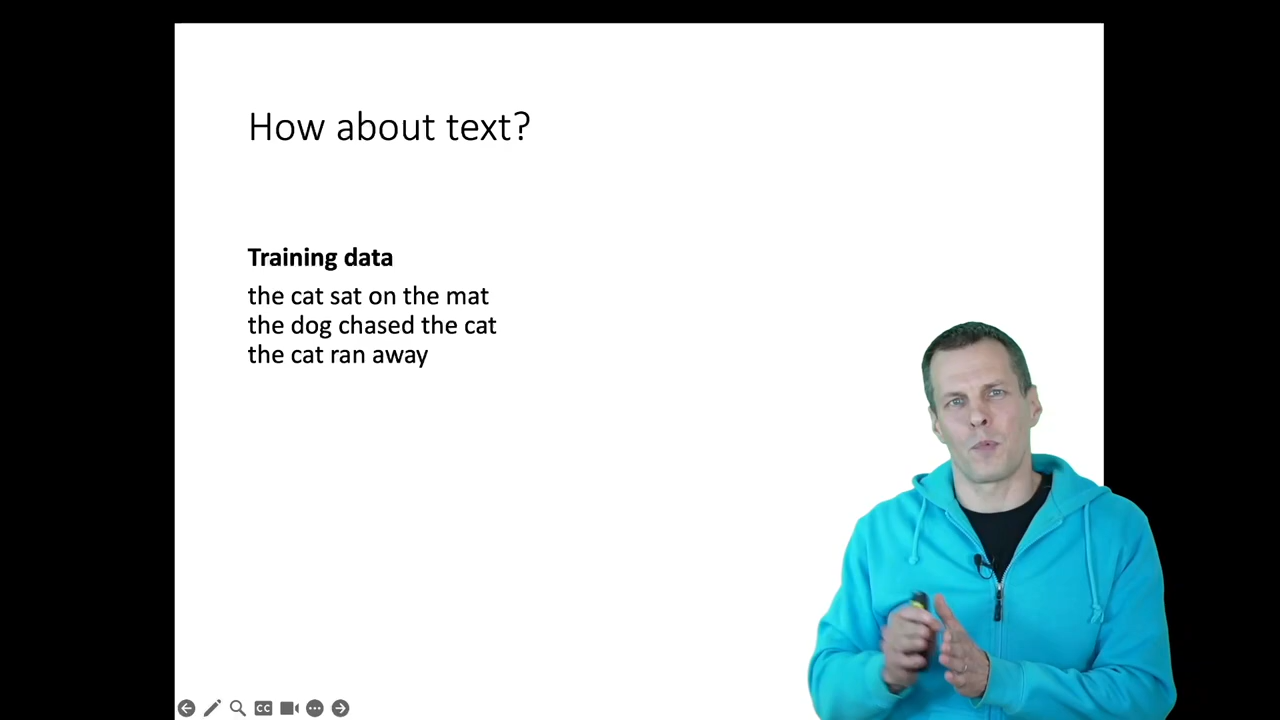 How about text?
Training data
the cat sat on the mat
the dog chased the cat
the cat ran away
CC